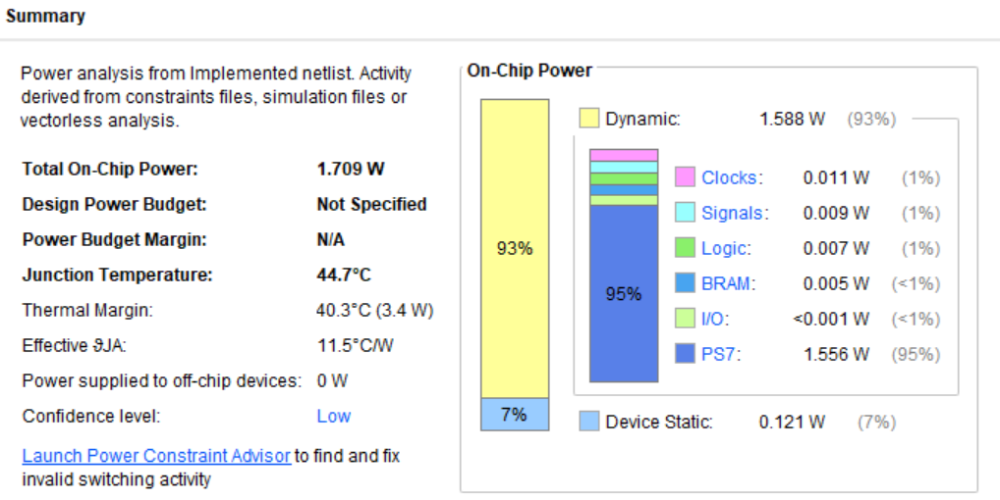 Summary
Power analysis from Implemented netlist. Activity
derived from constraints files, simulation files or
vectorless analysis.
Total On-Chip Power: 1.709 W
Design Power Budget: Not Specified
Power Budget Margin: N/A
Junction Temperature: 44.7°C
Thermal Margin: 40.3°C (3.4 W)
Effective ϑJA: 11.5°C/W
Power supplied to off-chip devices: 0 W
Confidence level: Low
Launch Power Constraint Advisor to find and fix
invalid switching activity
On-Chip Power
93%
7%
Dynamic: 1.588 W (93%)
95%
Clocks: 0.011 W (1%)
Signals: 0.009 W (1%)
Logic: 0.007 W (1%)
BRAM: 0.005 W (<1%)
I/O: <0.001 W (<1%)
PS7: 1.556 W (95%)
Device Static: 0.121 W (7%)